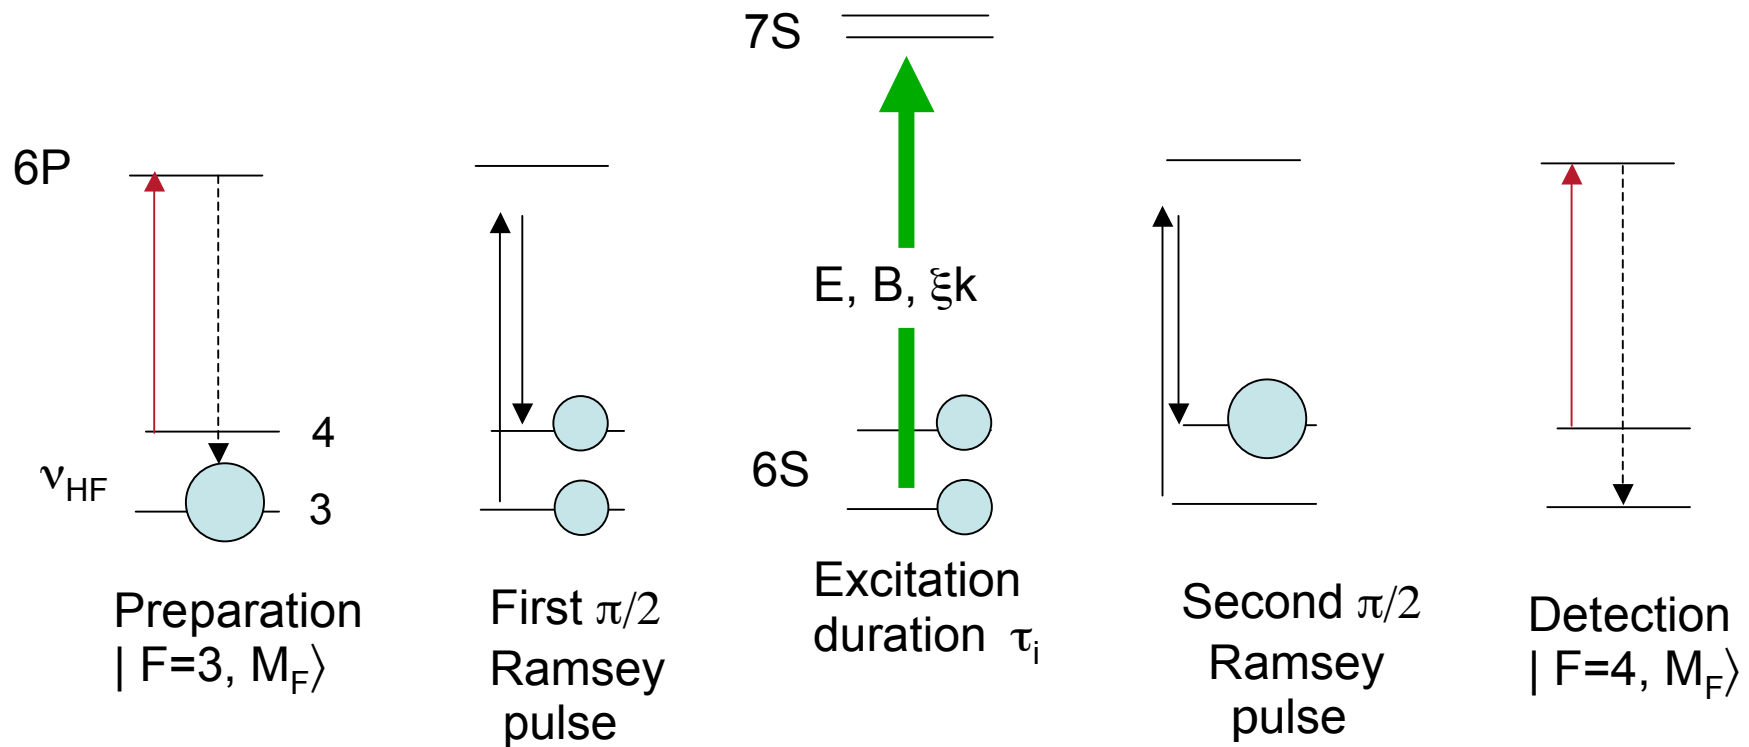 7S
6P
E, B, ξk
4
6S
νHF
3
Preparation
| F=3, MF⟩
First π/2
Ramsey
pulse
Excitation
duration τi
Second π/2
Ramsey
pulse
Detection
| F=4, MF⟩